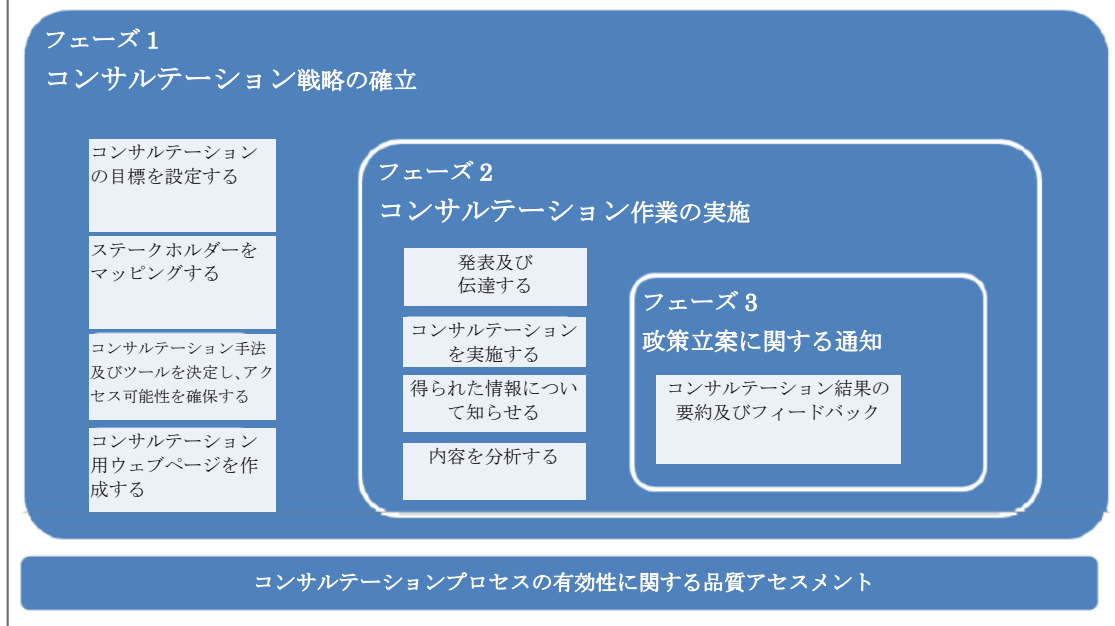 フェーズ 1
コンサルテーション戦略の確立
コンサルテーション
の目標を設定する
ステークホルダーを
マッピングする
コンサルテーション手法
及びツールを決定し、アク
セス可能性を確保する
コンサルテーション
用ウェブページを作
成する
フェーズ 2
コンサルテーション作業の実施
発表及び
伝達する
コンサルテーション
を実施する
得られた情報につい
て知らせる
内容を分析する
フェーズ 3
政策立案に関する通知
コンサルテーション結果の
要約及びフィードバック
コンサルテーションプロセスの有効性に関する品質アセスメント